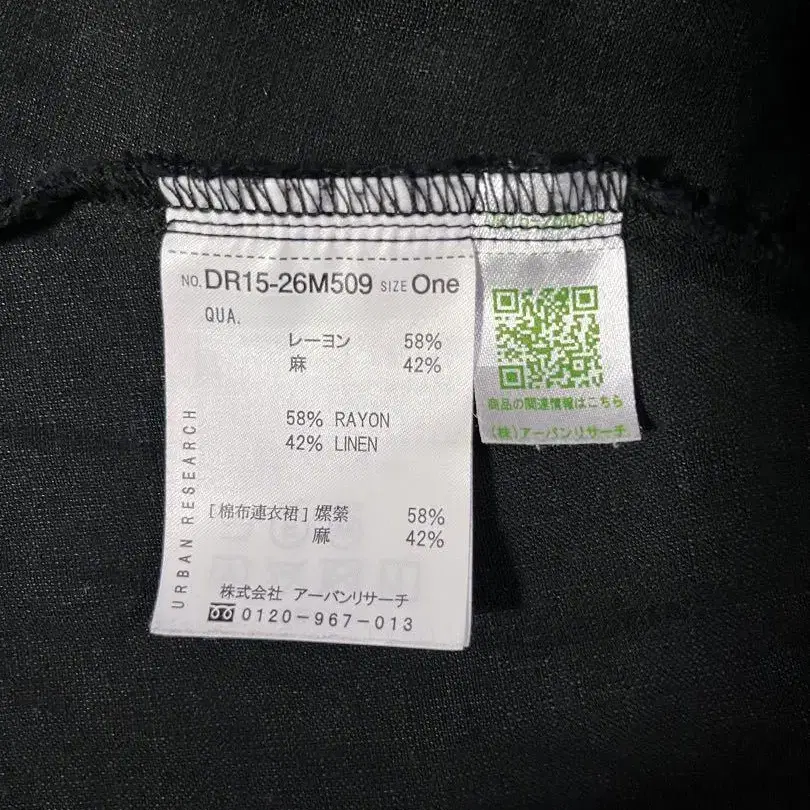 NO. DR15-26M509 SIZE One
QUA.
レーヨン 58%
麻 42%
58% RAYON
42% LINEN
[棉布連衣裙] 嫘縈 58%
麻 42%
株式会社 アーバンリサーチ
0120-967-013
URBAN RESEARCH
商品の関連情報はこちら
(株)アーバンリサーチ